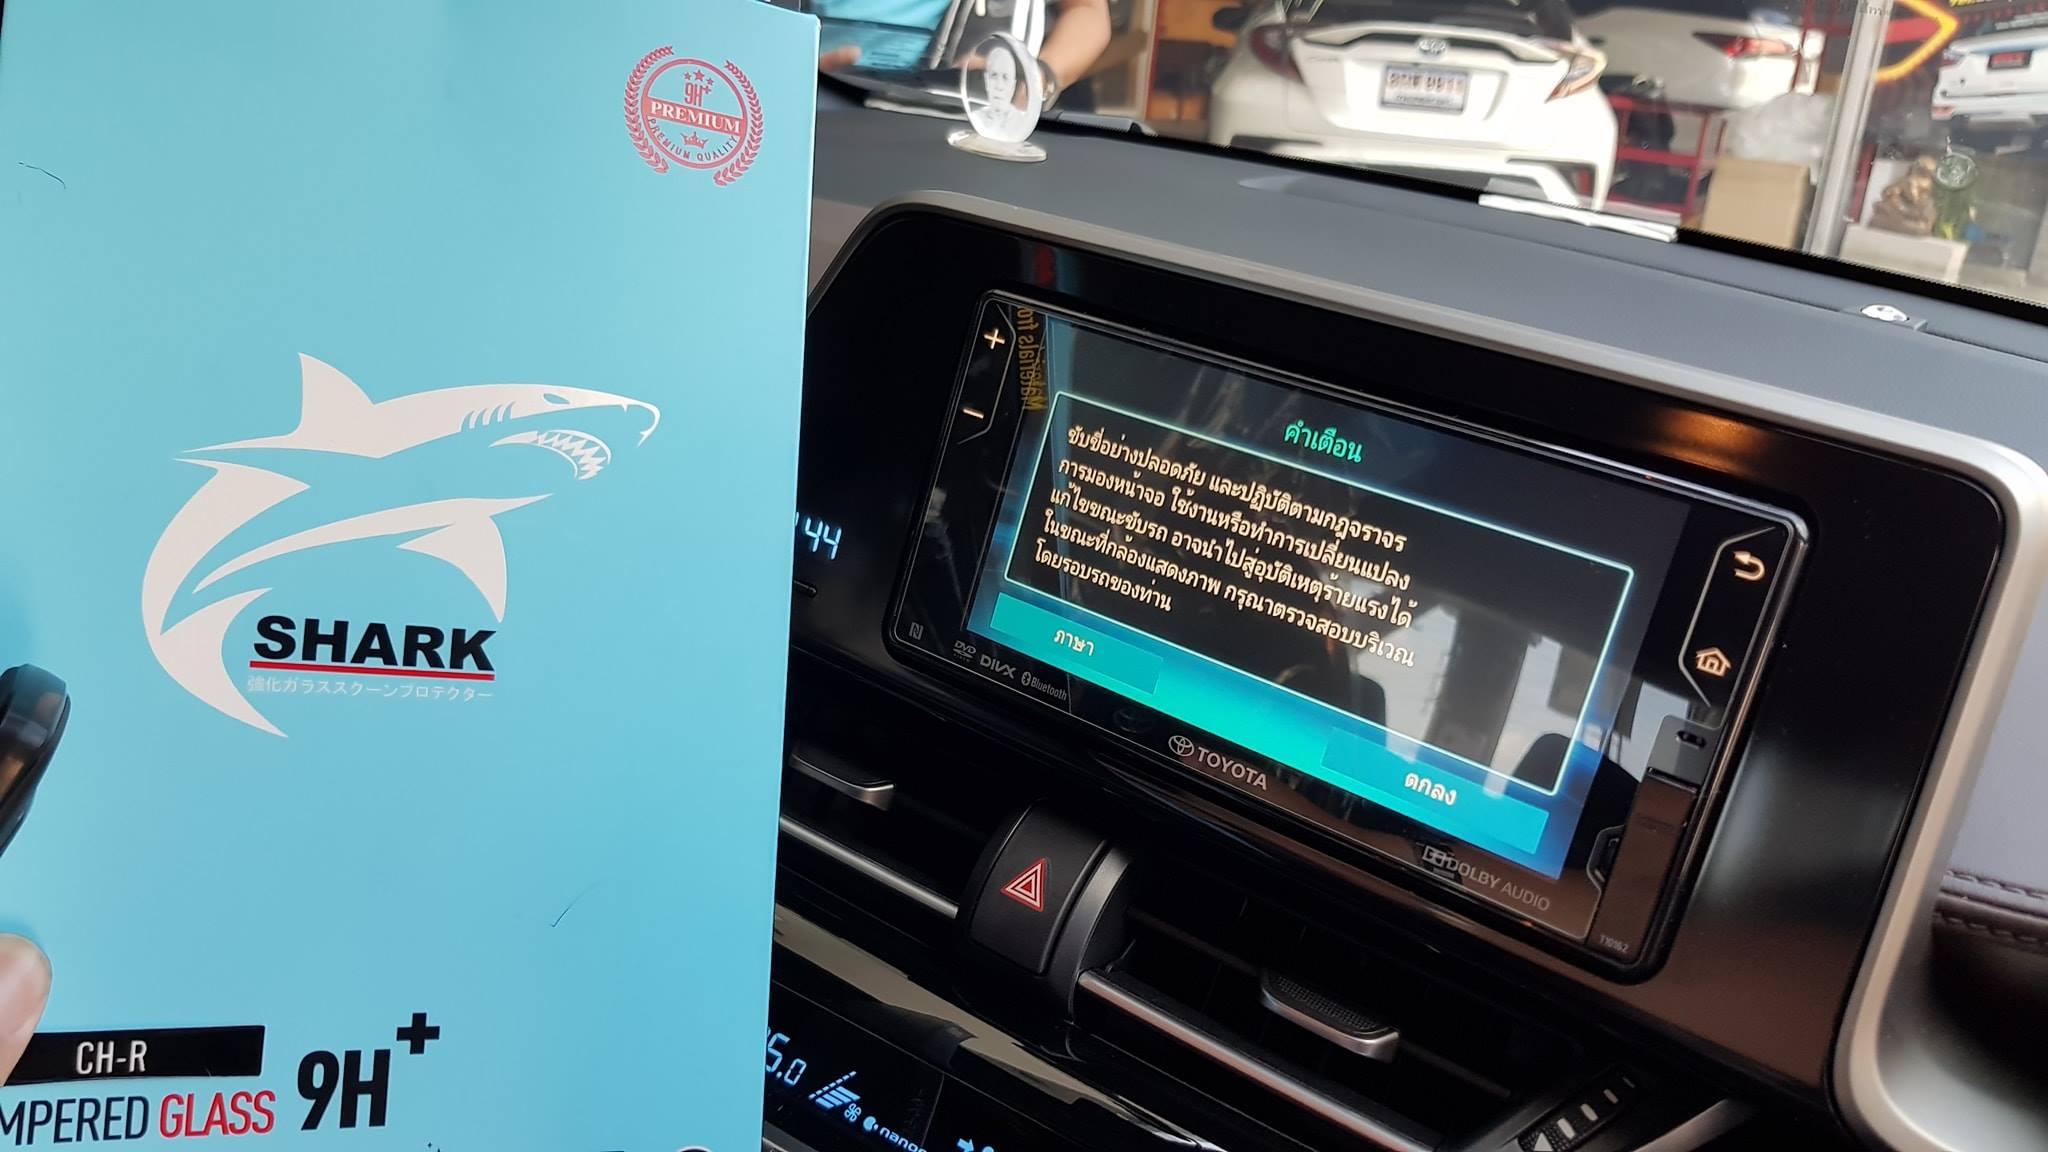 9H+
PREMIUM
PREMIUM QUALITY
SHARK
強化ガラススクーンプロテクター
CH-R
MPERED GLASS 9H+
คำเตือน
ขับขี่อย่างปลอดภัย และปฏิบัติตามกฎจราจร
การมองหน้าจอ ใช้งานหรือทำการเปลี่ยนแปลง
แก้ไขขณะขับรถ อาจนำไปสู่อุบัติเหตุร้ายแรงได้
ในขณะที่กล้องแสดงภาพ กรุณาตรวจสอบบริเวณ
โดยรอบรถของท่าน
ภาษา
ตกลง
DVD
DIVX
Bluetooth
TOYOTA
DOLBY AUDIO
T10162
:44
5.0
nanoe